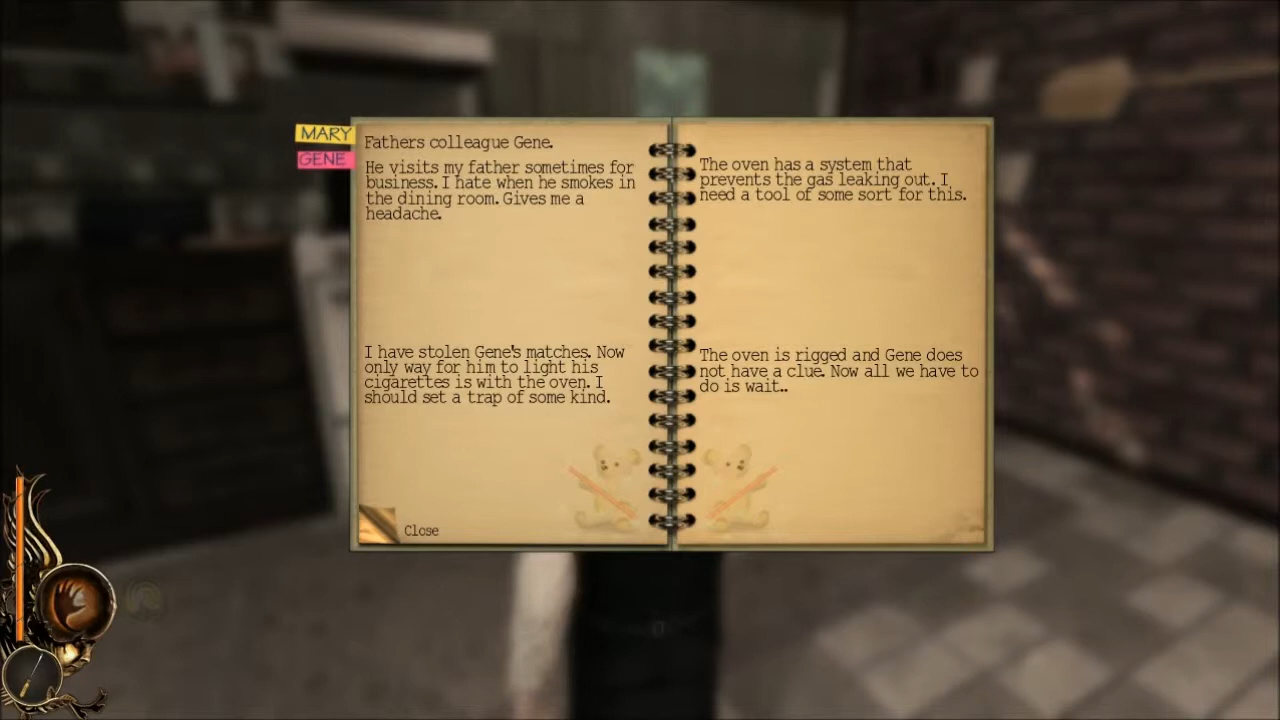 MARY
GENE
Fathers colleague Gene.
He visits my father sometimes for
business. I hate when he smokes in
the dining room. Gives me a
headache.
I have stolen Gene's matches. Now
only way for him to light his
cigarettes is with the oven. I
should set a trap of some kind.
Close
The oven has a system that
prevents the gas leaking out. I
need a tool of some sort for this.
The oven is rigged and Gene does
not have a clue. Now all we have to
do is wait..